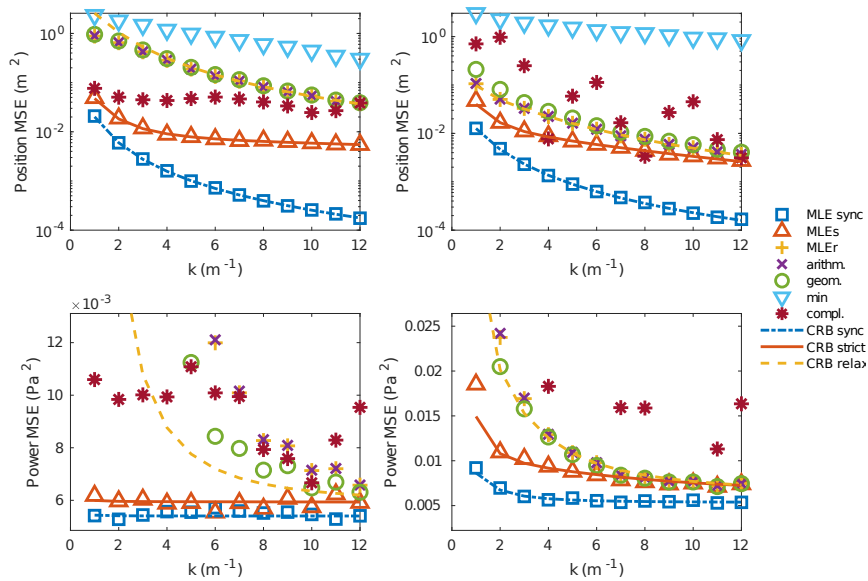 10^0
10^-2
10^-4
Position MSE (m^2)
0 2 4 6 8 10 12
k (m^-1)
10^0
10^-2
10^-4
Position MSE (m^2)
0 2 4 6 8 10 12
k (m^-1)
× 10^-3
12
10
8
6
Power MSE (Pa^2)
0 2 4 6 8 10 12
k (m^-1)
0.025
0.02
0.015
0.01
0.005
Power MSE (Pa^2)
0 2 4 6 8 10 12
k (m^-1)
MLE sync
MLEs
MLEr
arithm.
geom.
min
compl.
CRB sync
CRB strict
CRB relax